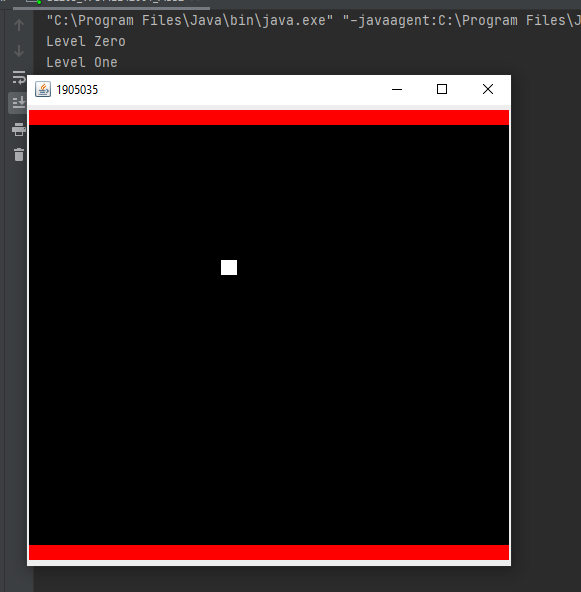 "C:\Program Files\Java\bin\java.exe" "-javaagent:C:\Program Files\J
Level Zero
Level One
1905035